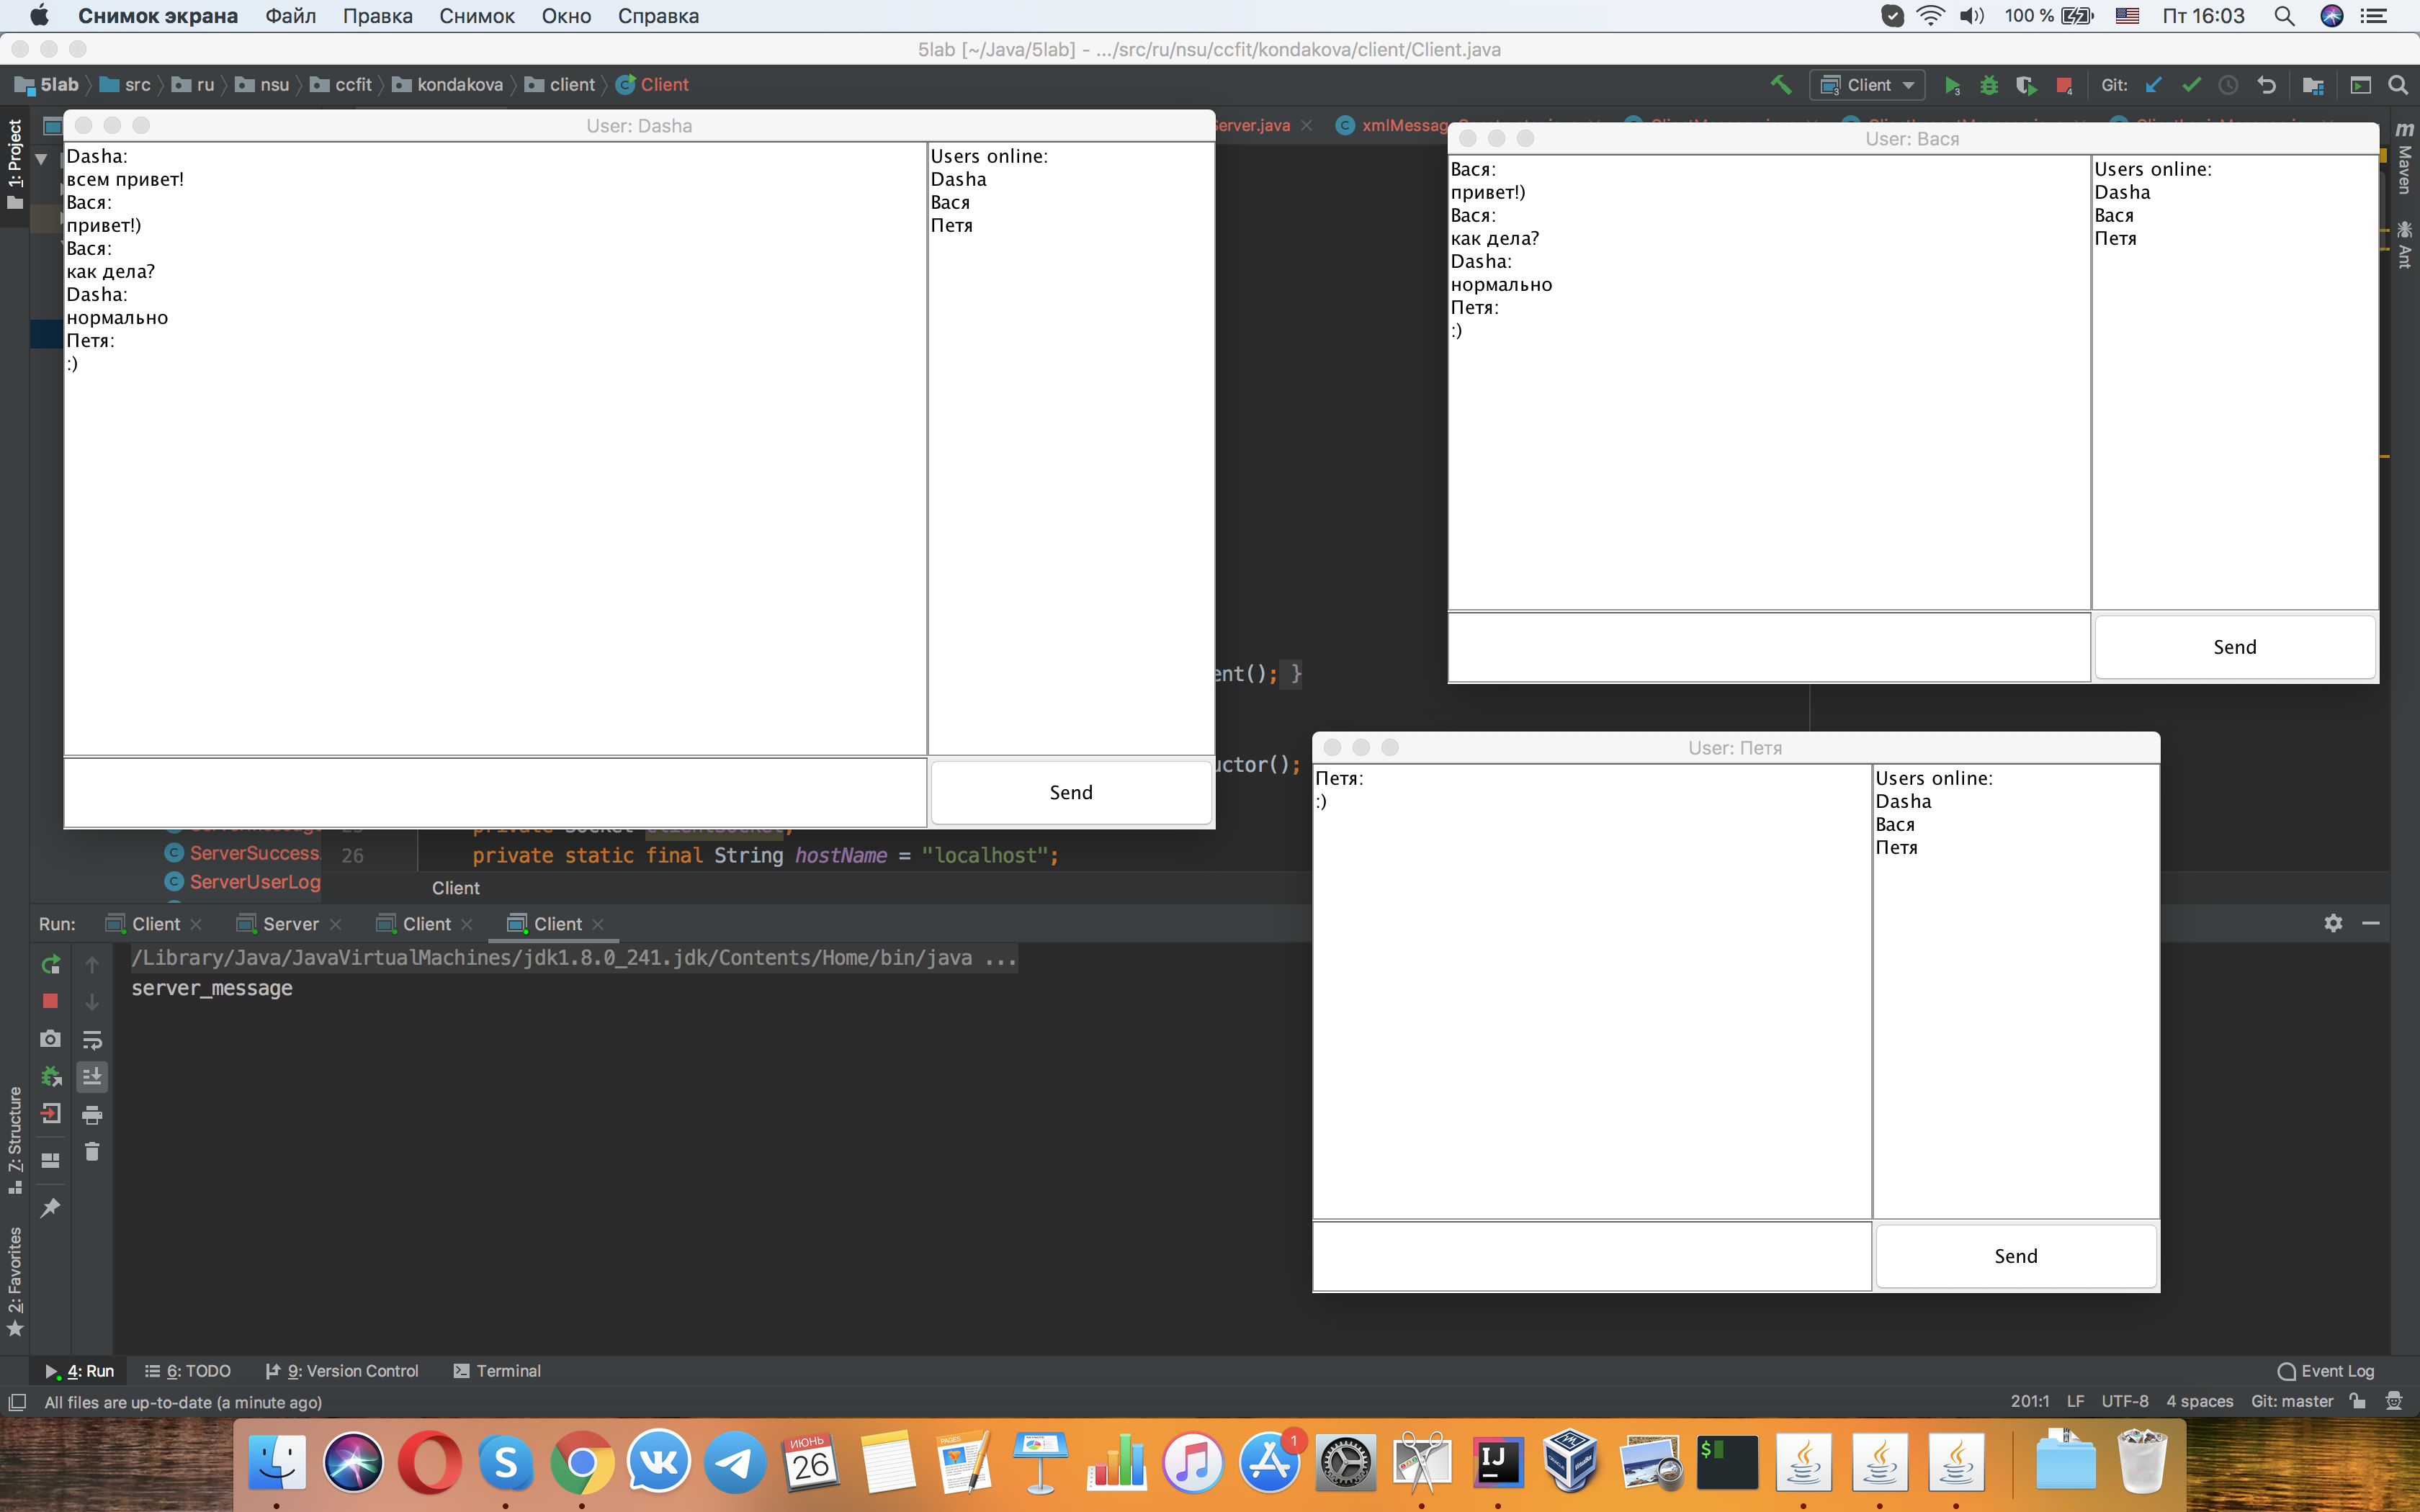 Снимок экрана Файл Правка Снимок Окно Справка 100 % Пт 16:03
5lab [~/Java/5lab] - .../src/ru/nsu/ccfit/kondakova/client/Client.java
5lab src ru nsu ccfit kondakova client Client Client Git:
User: Dasha
Dasha:
всем привет!
Вася:
привет!)
Вася:
как дела?
Dasha:
нормально
Петя:
:)
Users online:
Dasha
Вася
Петя
Send
User: Вася
Вася:
привет!)
Вася:
как дела?
Dasha:
нормально
Петя:
:)
Users online:
Dasha
Вася
Петя
Send
User: Петя
Петя:
:)
Users online:
Dasha
Вася
Петя
Send
1: Project
Maven
Ant
ent(); }
uctor();
ServerSuccess
26 private static final String hostName = "localhost";
ServerUserLog
Client
Run: Client Server Client Client
/Library/Java/JavaVirtualMachines/jdk1.8.0_241.jdk/Contents/Home/bin/java ...
server_message
7: Structure
2: Favorites
4: Run 6: TODO 9: Version Control Terminal Event Log
All files are up-to-date (a minute ago) 201:1 LF UTF-8 4 spaces Git: master
ИЮНЬ
26
PAGES
1
IJ
$